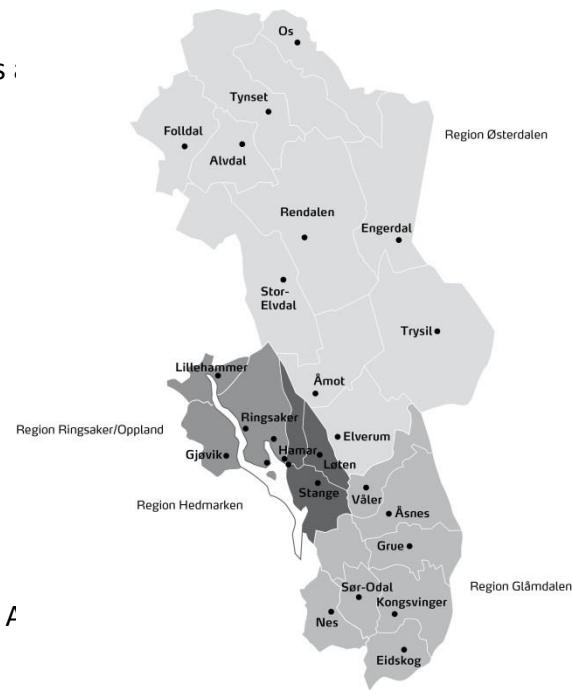 Os
s
Tynset
Folldal
Region Østerdalen
Alvdal
Rendalen
Engerdal
Stor-
Elvdal
Trysil
Lillehammer
Åmot
Ringsaker
Region Ringsaker/Oppland
Elverum
Hamar
Gjøvik
Løten
Stange
Våler
Region Hedmarken
Åsnes
Grue
Sør-Odal
Region Glåmdalen
Kongsvinger
Nes
A
Eidskog